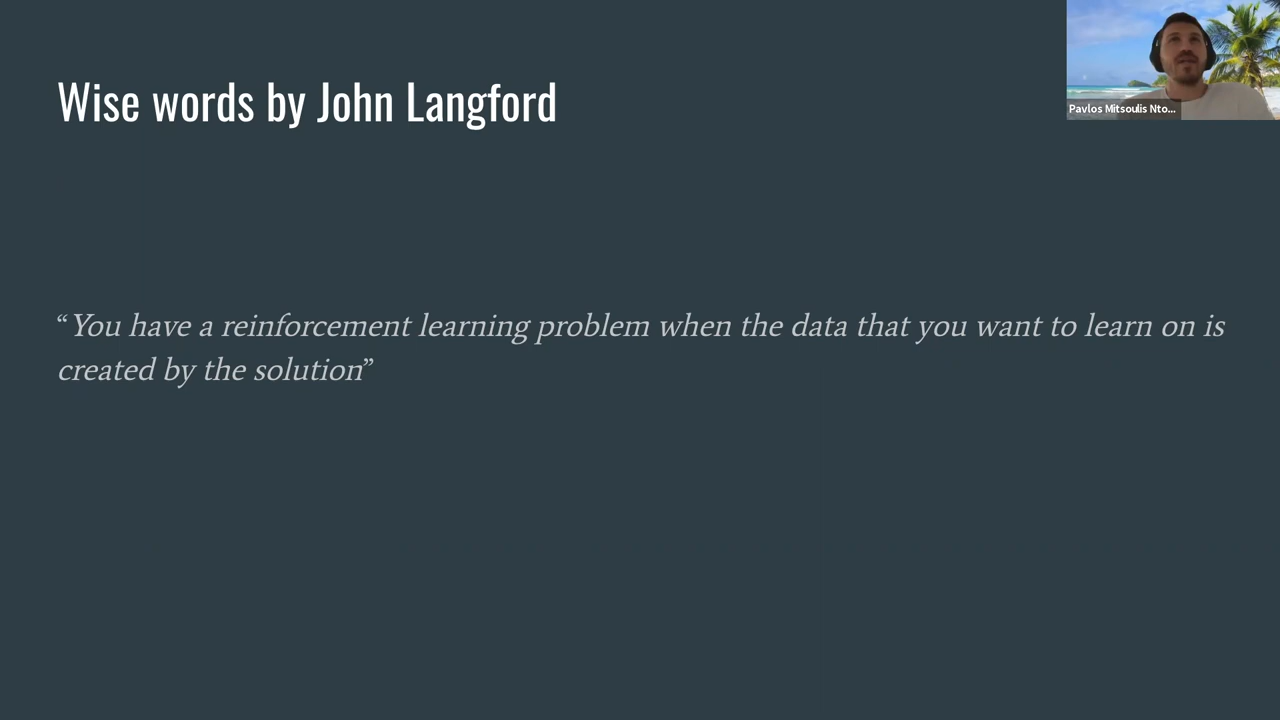 Wise words by John Langford
Pavlos Mitsoulis Nto...
“You have a reinforcement learning problem when the data that you want to learn on is
created by the solution”